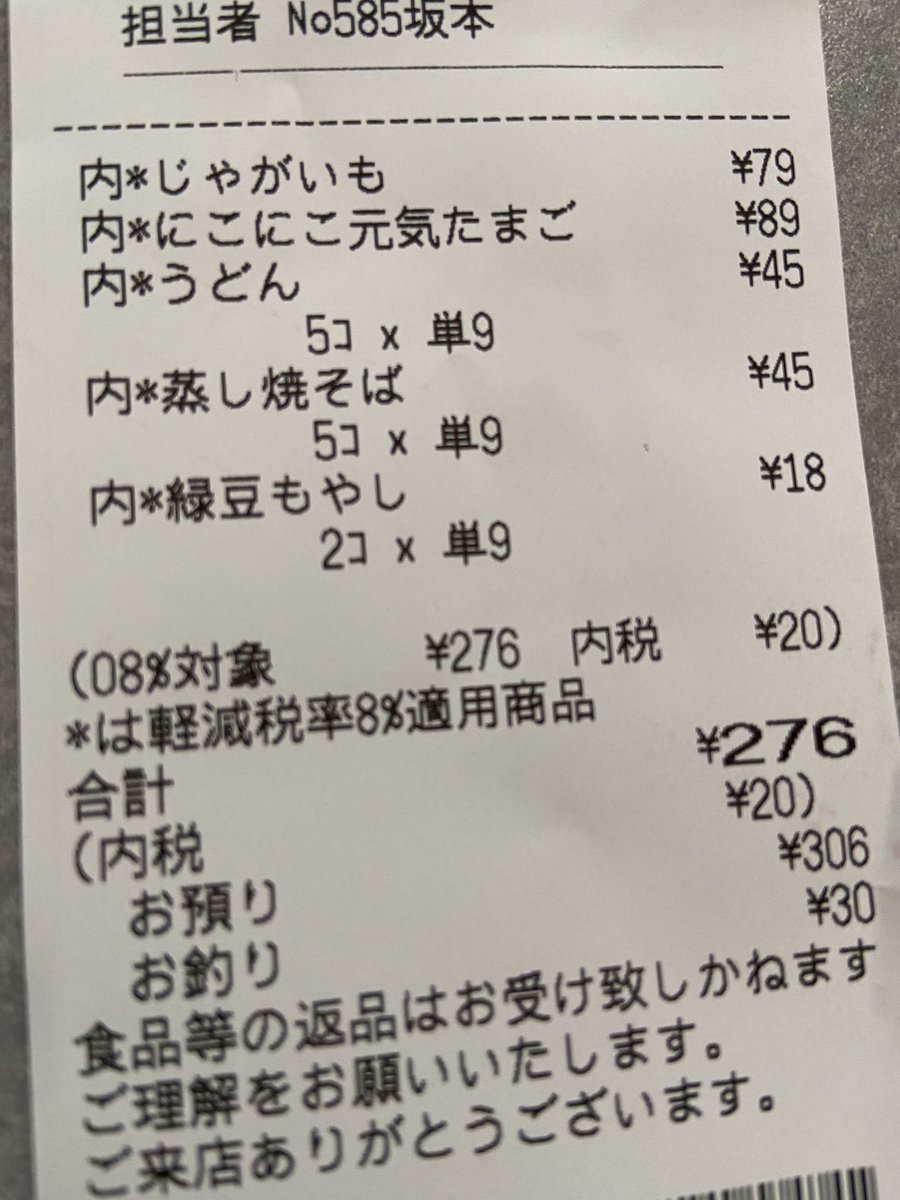 担当者 No585坂本
内*じゃがいも ¥79
内*にこにこ元気たまご ¥89
内*うどん ¥45
5コ x 単9
内*蒸し焼そば ¥45
5コ x 単9
内*緑豆もやし ¥18
2コ x 単9
(08%対象 ¥276 内税 ¥20)
*は軽減税率8%適用商品
合計 ¥276
(内税 ¥20)
お預り ¥306
お釣り ¥30
食品等の返品はお受け致しかねます
ご理解をお願いいたします。
ご来店ありがとうございます。